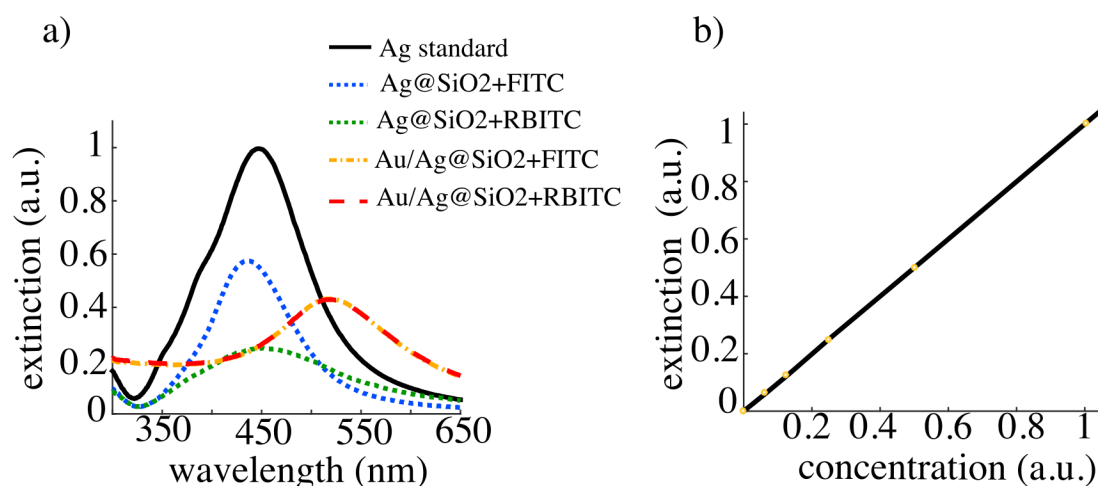 a)
Ag standard
Ag@SiO2+FITC
Ag@SiO2+RBITC
Au/Ag@SiO2+FITC
Au/Ag@SiO2+RBITC
extinction (a.u.)
1
0.8
0.6
0.4
0.2
0
350 450 550 650
wavelength (nm)
b)
extinction (a.u.)
1
0.8
0.6
0.4
0.2
0
0.2 0.4 0.6 0.8 1
concentration (a.u.)